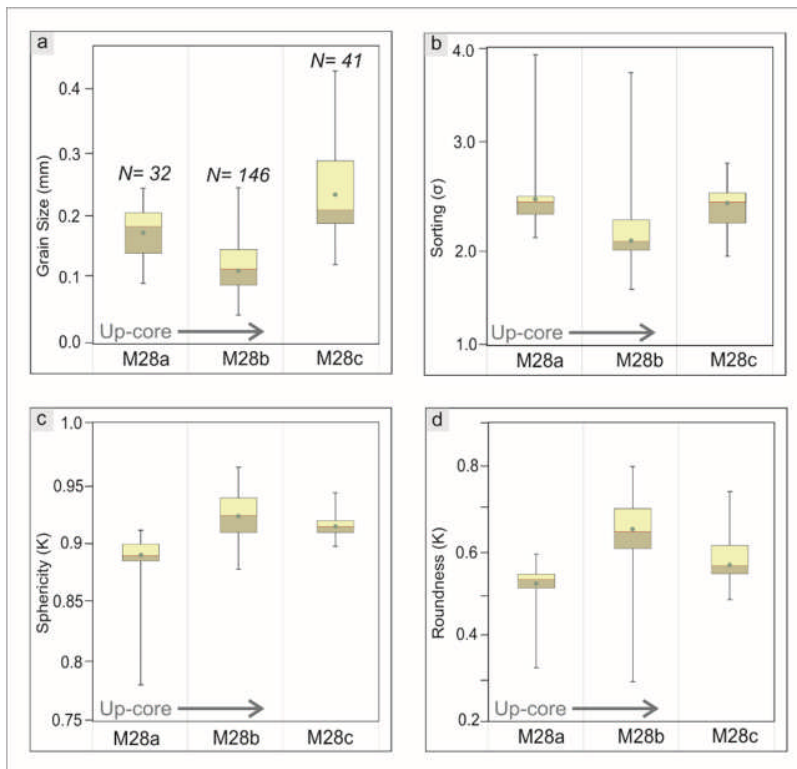 a
Grain Size (mm)
0.4
0.3
0.2
0.1
0.0
N= 32
N= 146
N= 41
Up-core
M28a
M28b
M28c
b
Sorting (σ)
4.0
3.0
2.0
1.0
Up-core
M28a
M28b
M28c
c
Sphericity (K)
1.0
0.95
0.9
0.85
0.8
0.75
Up-core
M28a
M28b
M28c
d
Roundness (K)
0.8
0.6
0.4
0.2
Up-core
M28a
M28b
M28c